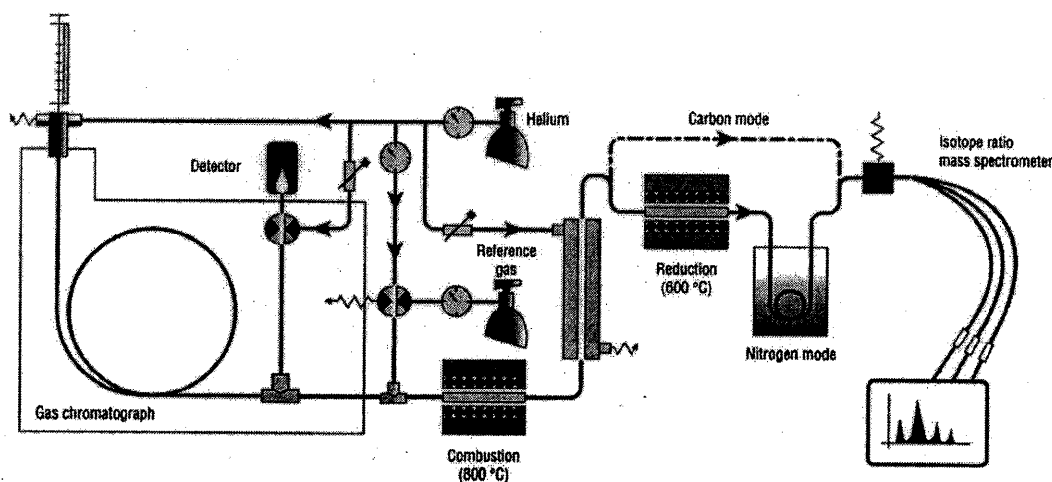 Helium
Carbon mode
Isotope ratio
mass spectrometer
Detector
Reference
gas
Reduction
(600 °C)
Nitrogen mode
Gas chromatograph
Combustion
(800 °C)